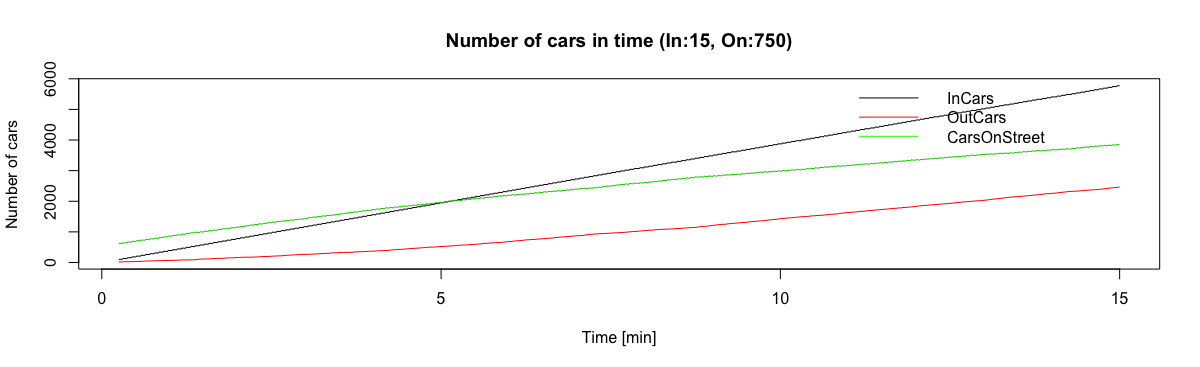 Number of cars in time (In:15, On:750)
Number of cars
6000
4000
2000
0
InCars
OutCars
CarsOnStreet
0 5 10 15
Time [min]